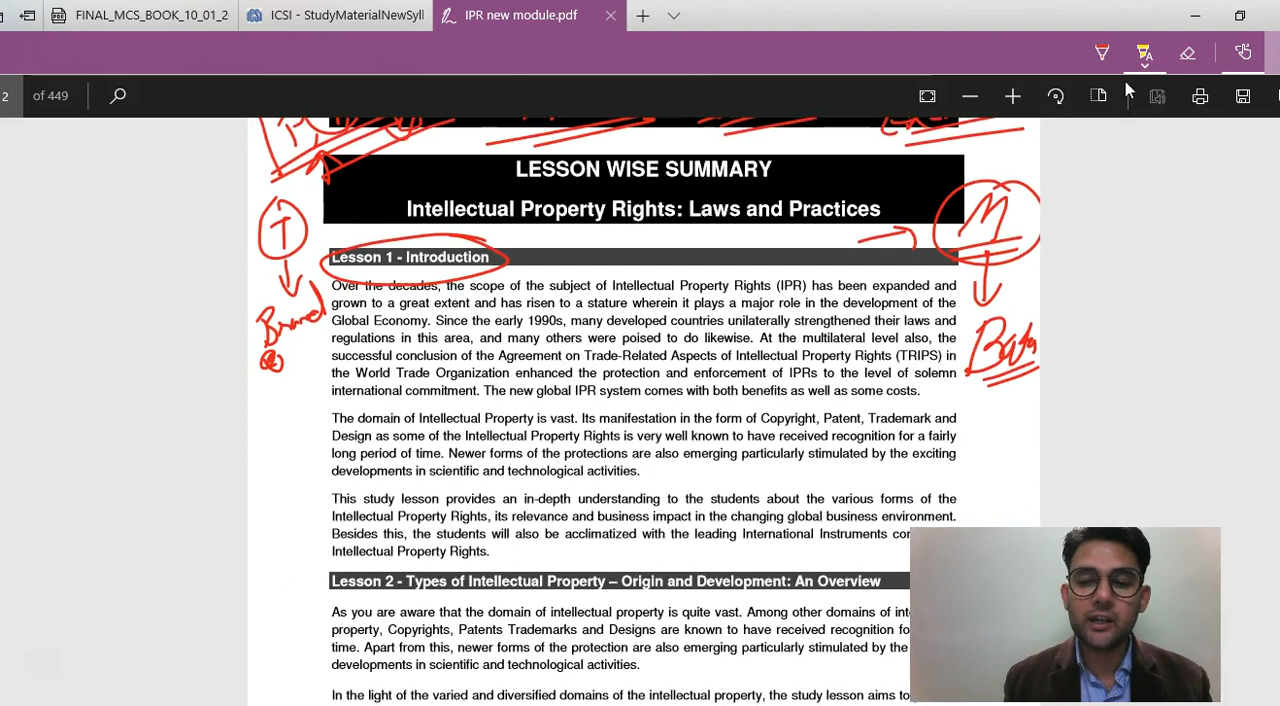 FINAL_MCS_BOOK_10_01_2
ICSI - StudyMaterialNewSyll
IPR new module.pdf
2 of 449
LESSON WISE SUMMARY
Intellectual Property Rights: Laws and Practices
T
M
Lesson 1 - Introduction
Over the decades, the scope of the subject of Intellectual Property Rights (IPR) has been expanded and
grown to a great extent and has risen to a stature wherein it plays a major role in the development of the
Global Economy. Since the early 1990s, many developed countries unilaterally strengthened their laws and
regulations in this area, and many others were poised to do likewise. At the multilateral level also, the
successful conclusion of the Agreement on Trade-Related Aspects of Intellectual Property Rights (TRIPS) in
the World Trade Organization enhanced the protection and enforcement of IPRs to the level of solemn
international commitment. The new global IPR system comes with both benefits as well as some costs.
Brand
Bata
The domain of Intellectual Property is vast. Its manifestation in the form of Copyright, Patent, Trademark and
Design as some of the Intellectual Property Rights is very well known to have received recognition for a fairly
long period of time. Newer forms of the protections are also emerging particularly stimulated by the exciting
developments in scientific and technological activities.
This study lesson provides an in-depth understanding to the students about the various forms of the
Intellectual Property Rights, its relevance and business impact in the changing global business environment.
Besides this, the students will also be acclimatized with the leading International Instruments
Intellectual Property Rights.
Lesson 2 - Types of Intellectual Property – Origin and Development: An Overview
As you are aware that the domain of intellectual property is quite vast. Among other domains of
property, Copyrights, Patents Trademarks and Designs are known to have received recognition
time. Apart from this, newer forms of the protection are also emerging particularly stimulated by the
developments in scientific and technological activities.
In the light of the varied and diversified domains of the intellectual property, the study lesson aims to